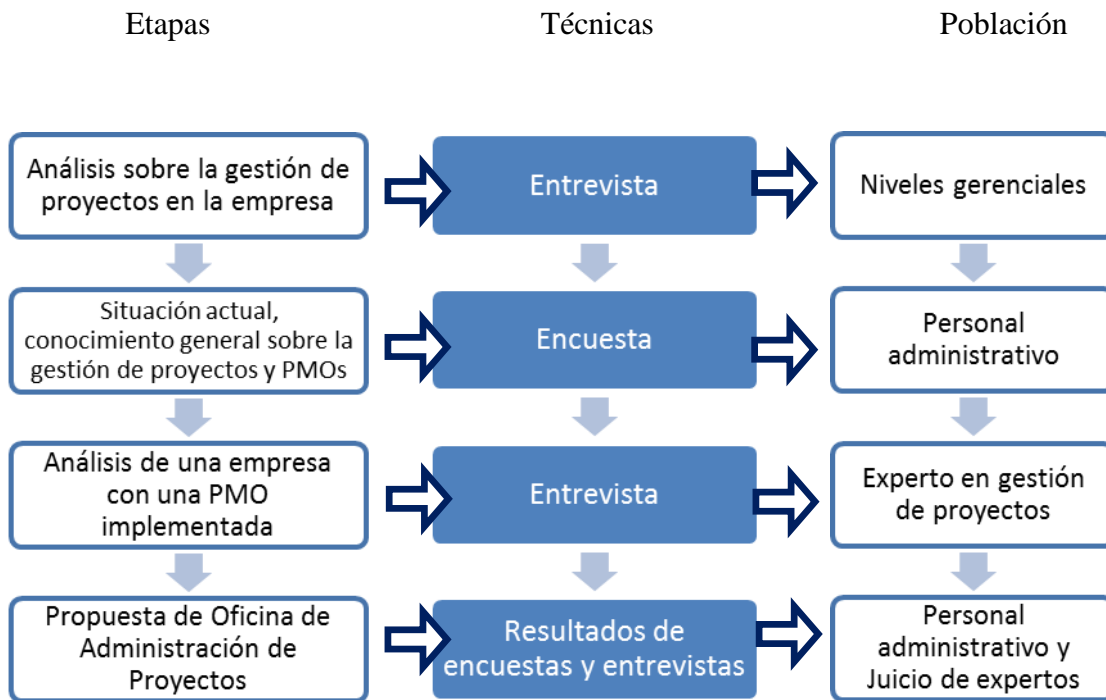 Etapas
Técnicas
Población
Análisis sobre la gestión de
proyectos en la empresa
Entrevista
Niveles gerenciales
Situación actual,
conocimiento general sobre la
gestión de proyectos y PMOs
Encuesta
Personal
administrativo
Análisis de una empresa
con una PMO
implementada
Entrevista
Experto en gestión
de proyectos
Propuesta de Oficina de
Administración de
Proyectos
Resultados de
encuestas y entrevistas
Personal
administrativo y
Juicio de expertos